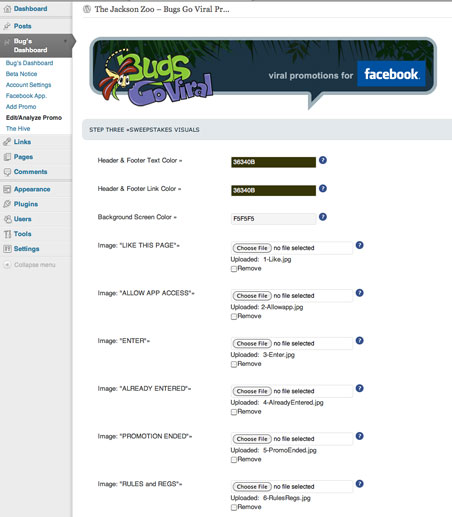 Dashboard
Posts
Bug's
Dashboard
Bug's Dashboard
Beta Notice
Account Settings
Facebook App.
Add Promo
Edit/Analyze Promo
The Hive
Links
Pages
Comments
Appearance
Plugins
Users
Tools
Settings
Collapse menu
The Jackson Zoo – Bugs Go Viral Pr...
Bugs
GoViral
viral promotions for facebook.
STEP THREE »SWEEPSTAKES VISUALS
Header & Footer Text Color » 36340B ?
Header & Footer Link Color » 36340B ?
Background Screen Color » F5F5F5 ?
Image: "LIKE THIS PAGE"» Choose File no file selected ?
Uploaded: 1-Like.jpg
Remove
Image: "ALLOW APP ACCESS"» Choose File no file selected ?
Uploaded: 2-Allowapp.jpg
Remove
Image: "ENTER"» Choose File no file selected ?
Uploaded: 3-Enter.jpg
Remove
Image: "ALREADY ENTERED"» Choose File no file selected ?
Uploaded: 4-AlreadyEntered.jpg
Remove
Image: "PROMOTION ENDED"» Choose File no file selected ?
Uploaded: 5-PromoEnded.jpg
Remove
Image: "RULES and REGS"» Choose File no file selected ?
Uploaded: 6-RulesRegs.jpg
Remove